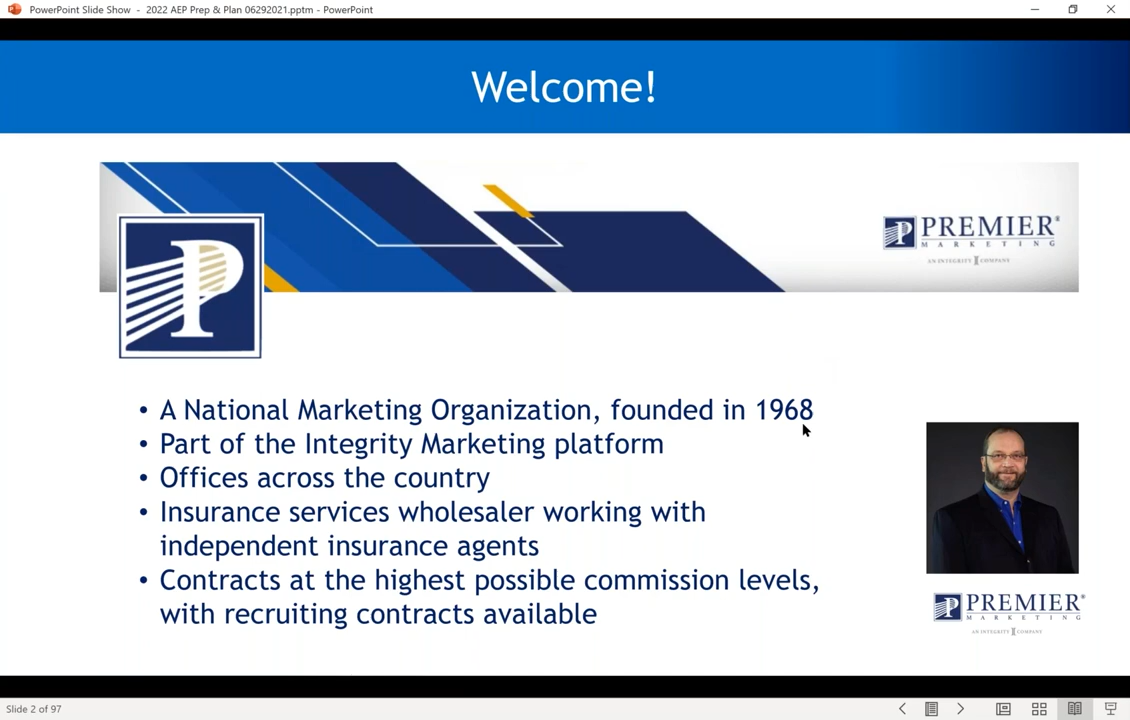 PowerPoint Slide Show - 2022 AEP Prep & Plan 06292021.pptm - PowerPoint
Welcome!
PREMIER®
MARKETING
AN INTEGRITY COMPANY
P
• A National Marketing Organization, founded in 1968
• Part of the Integrity Marketing platform
• Offices across the country
• Insurance services wholesaler working with
independent insurance agents
• Contracts at the highest possible commission levels,
with recruiting contracts available
PREMIER®
MARKETING
AN INTEGRITY COMPANY
Slide 2 of 97